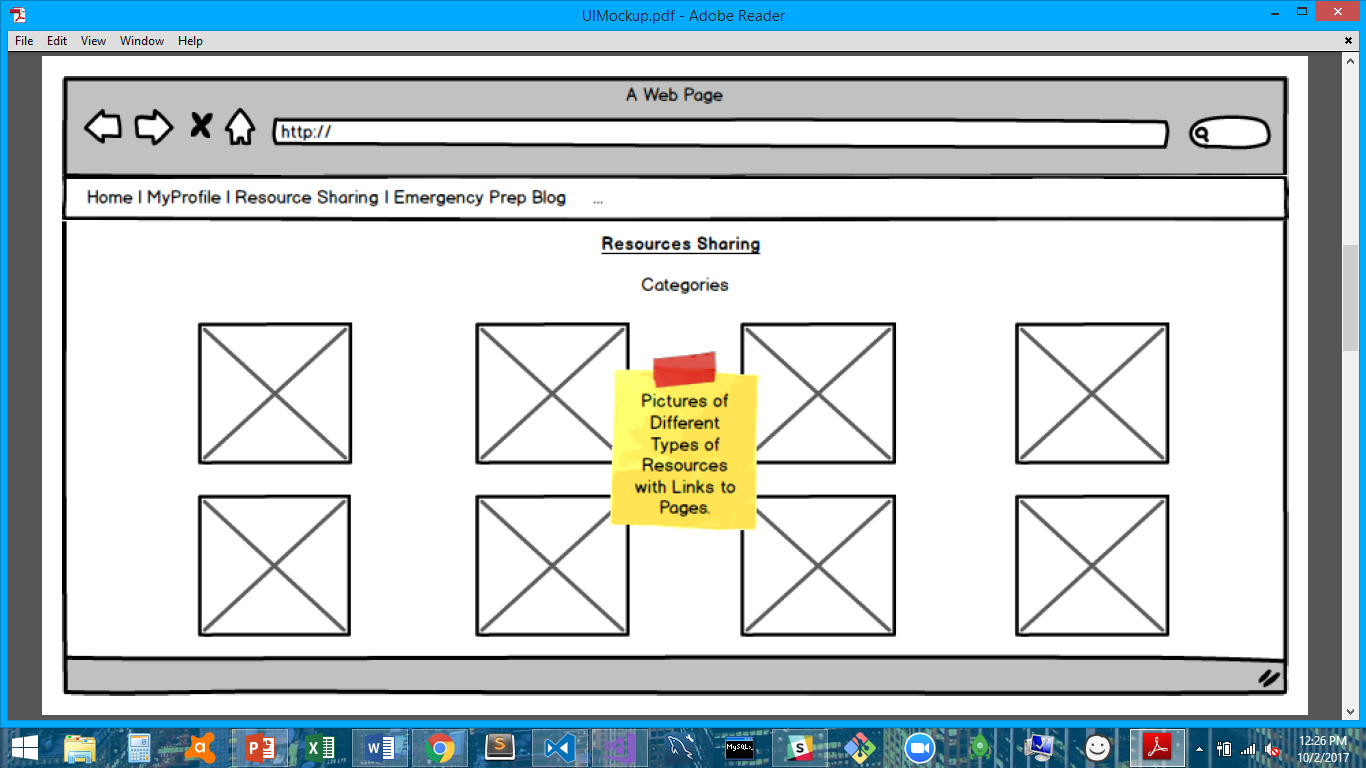 UIMockup.pdf - Adobe Reader
File Edit View Window Help
A Web Page
http://
Home | MyProfile | Resource Sharing | Emergency Prep Blog ...
Resources Sharing
Categories
Pictures of
Different
Types of
Resources
with Links to
Pages.
MySQL
12:26 PM
10/2/2017